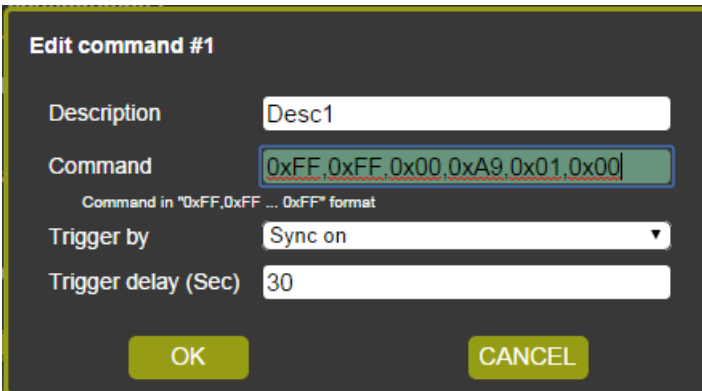 Edit command #1
Description Desc1
Command 0xFF,0xFF,0x00,0xA9,0x01,0x00
Command in "0xFF,0xFF ... 0xFF" format
Trigger by Sync on
Trigger delay (Sec) 30
OK CANCEL